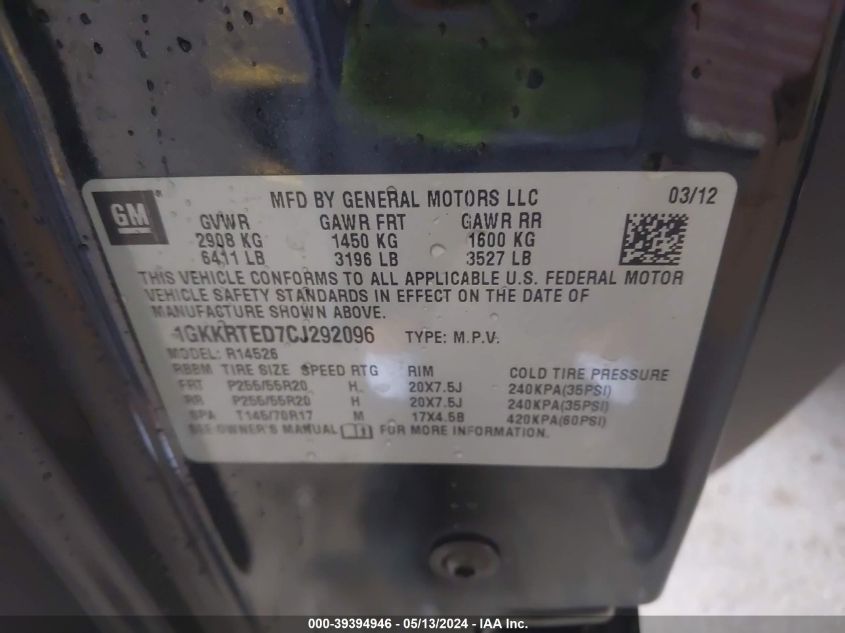 GM
MFD BY GENERAL MOTORS LLC 03/12
GVWR GAWR FRT GAWR RR
2908 KG 1450 KG 1600 KG
6411 LB 3196 LB 3527 LB
THIS VEHICLE CONFORMS TO ALL APPLICABLE U.S. FEDERAL MOTOR
VEHICLE SAFETY STANDARDS IN EFFECT ON THE DATE OF
MANUFACTURE SHOWN ABOVE.
1GKKRTED7CJ292096 TYPE: M.P.V.
MODEL: R14526
RBBM TIRE SIZE SPEED RTG RIM COLD TIRE PRESSURE
FRT P255/55R20 H 20X7.5J 240KPA(35PSI)
RR P255/55R20 H 20X7.5J 240KPA(35PSI)
SPA T145/70R17 M 17X4.5B 420KPA(60PSI)
SEE OWNER'S MANUAL FOR MORE INFORMATION.
000-39394946 - 05/13/2024 - IAA Inc.